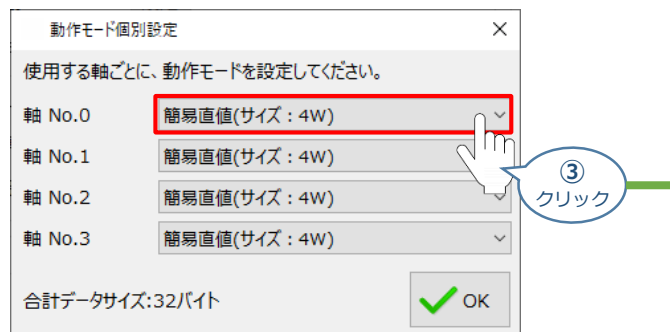 動作モード個別設定
使用する軸ごとに、動作モードを設定してください。
軸 No.0 簡易直値(サイズ：4W)
軸 No.1 簡易直値(サイズ：4W)
軸 No.2 簡易直値(サイズ：4W)
軸 No.3 簡易直値(サイズ：4W)
③
クリック
合計データサイズ:32バイト OK